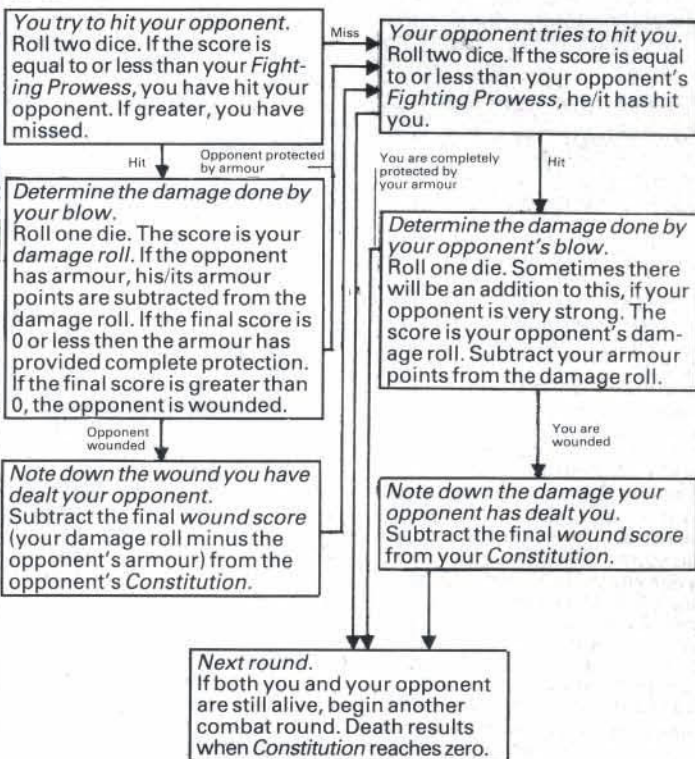 You try to hit your opponent.
Roll two dice. If the score is
equal to or less than your Fight-
ing Prowess, you have hit your
opponent. If greater, you have
missed.
Miss
Hit
Opponent protected
by armour
Determine the damage done by
your blow.
Roll one die. The score is your
damage roll. If the opponent
has armour, his/its armour
points are subtracted from the
damage roll. If the final score is
0 or less then the armour has
provided complete protection.
If the final score is greater than
0, the opponent is wounded.
Opponent
wounded
Note down the wound you have
dealt your opponent.
Subtract the final wound score
(your damage roll minus the
opponent's armour) from the
opponent's Constitution.
Your opponent tries to hit you.
Roll two dice. If the score is equal
to or less than your opponent's
Fighting Prowess, he/it has hit
you.
You are completely
protected by
your armour
Hit
Determine the damage done by
your opponent's blow.
Roll one die. Sometimes there
will be an addition to this, if your
opponent is very strong. The
score is your opponent's dam-
age roll. Subtract your armour
points from the damage roll.
You are
wounded
Note down the damage your
opponent has dealt you.
Subtract the final wound score
from your Constitution.
Next round.
If both you and your opponent
are still alive, begin another
combat round. Death results
when Constitution reaches zero.